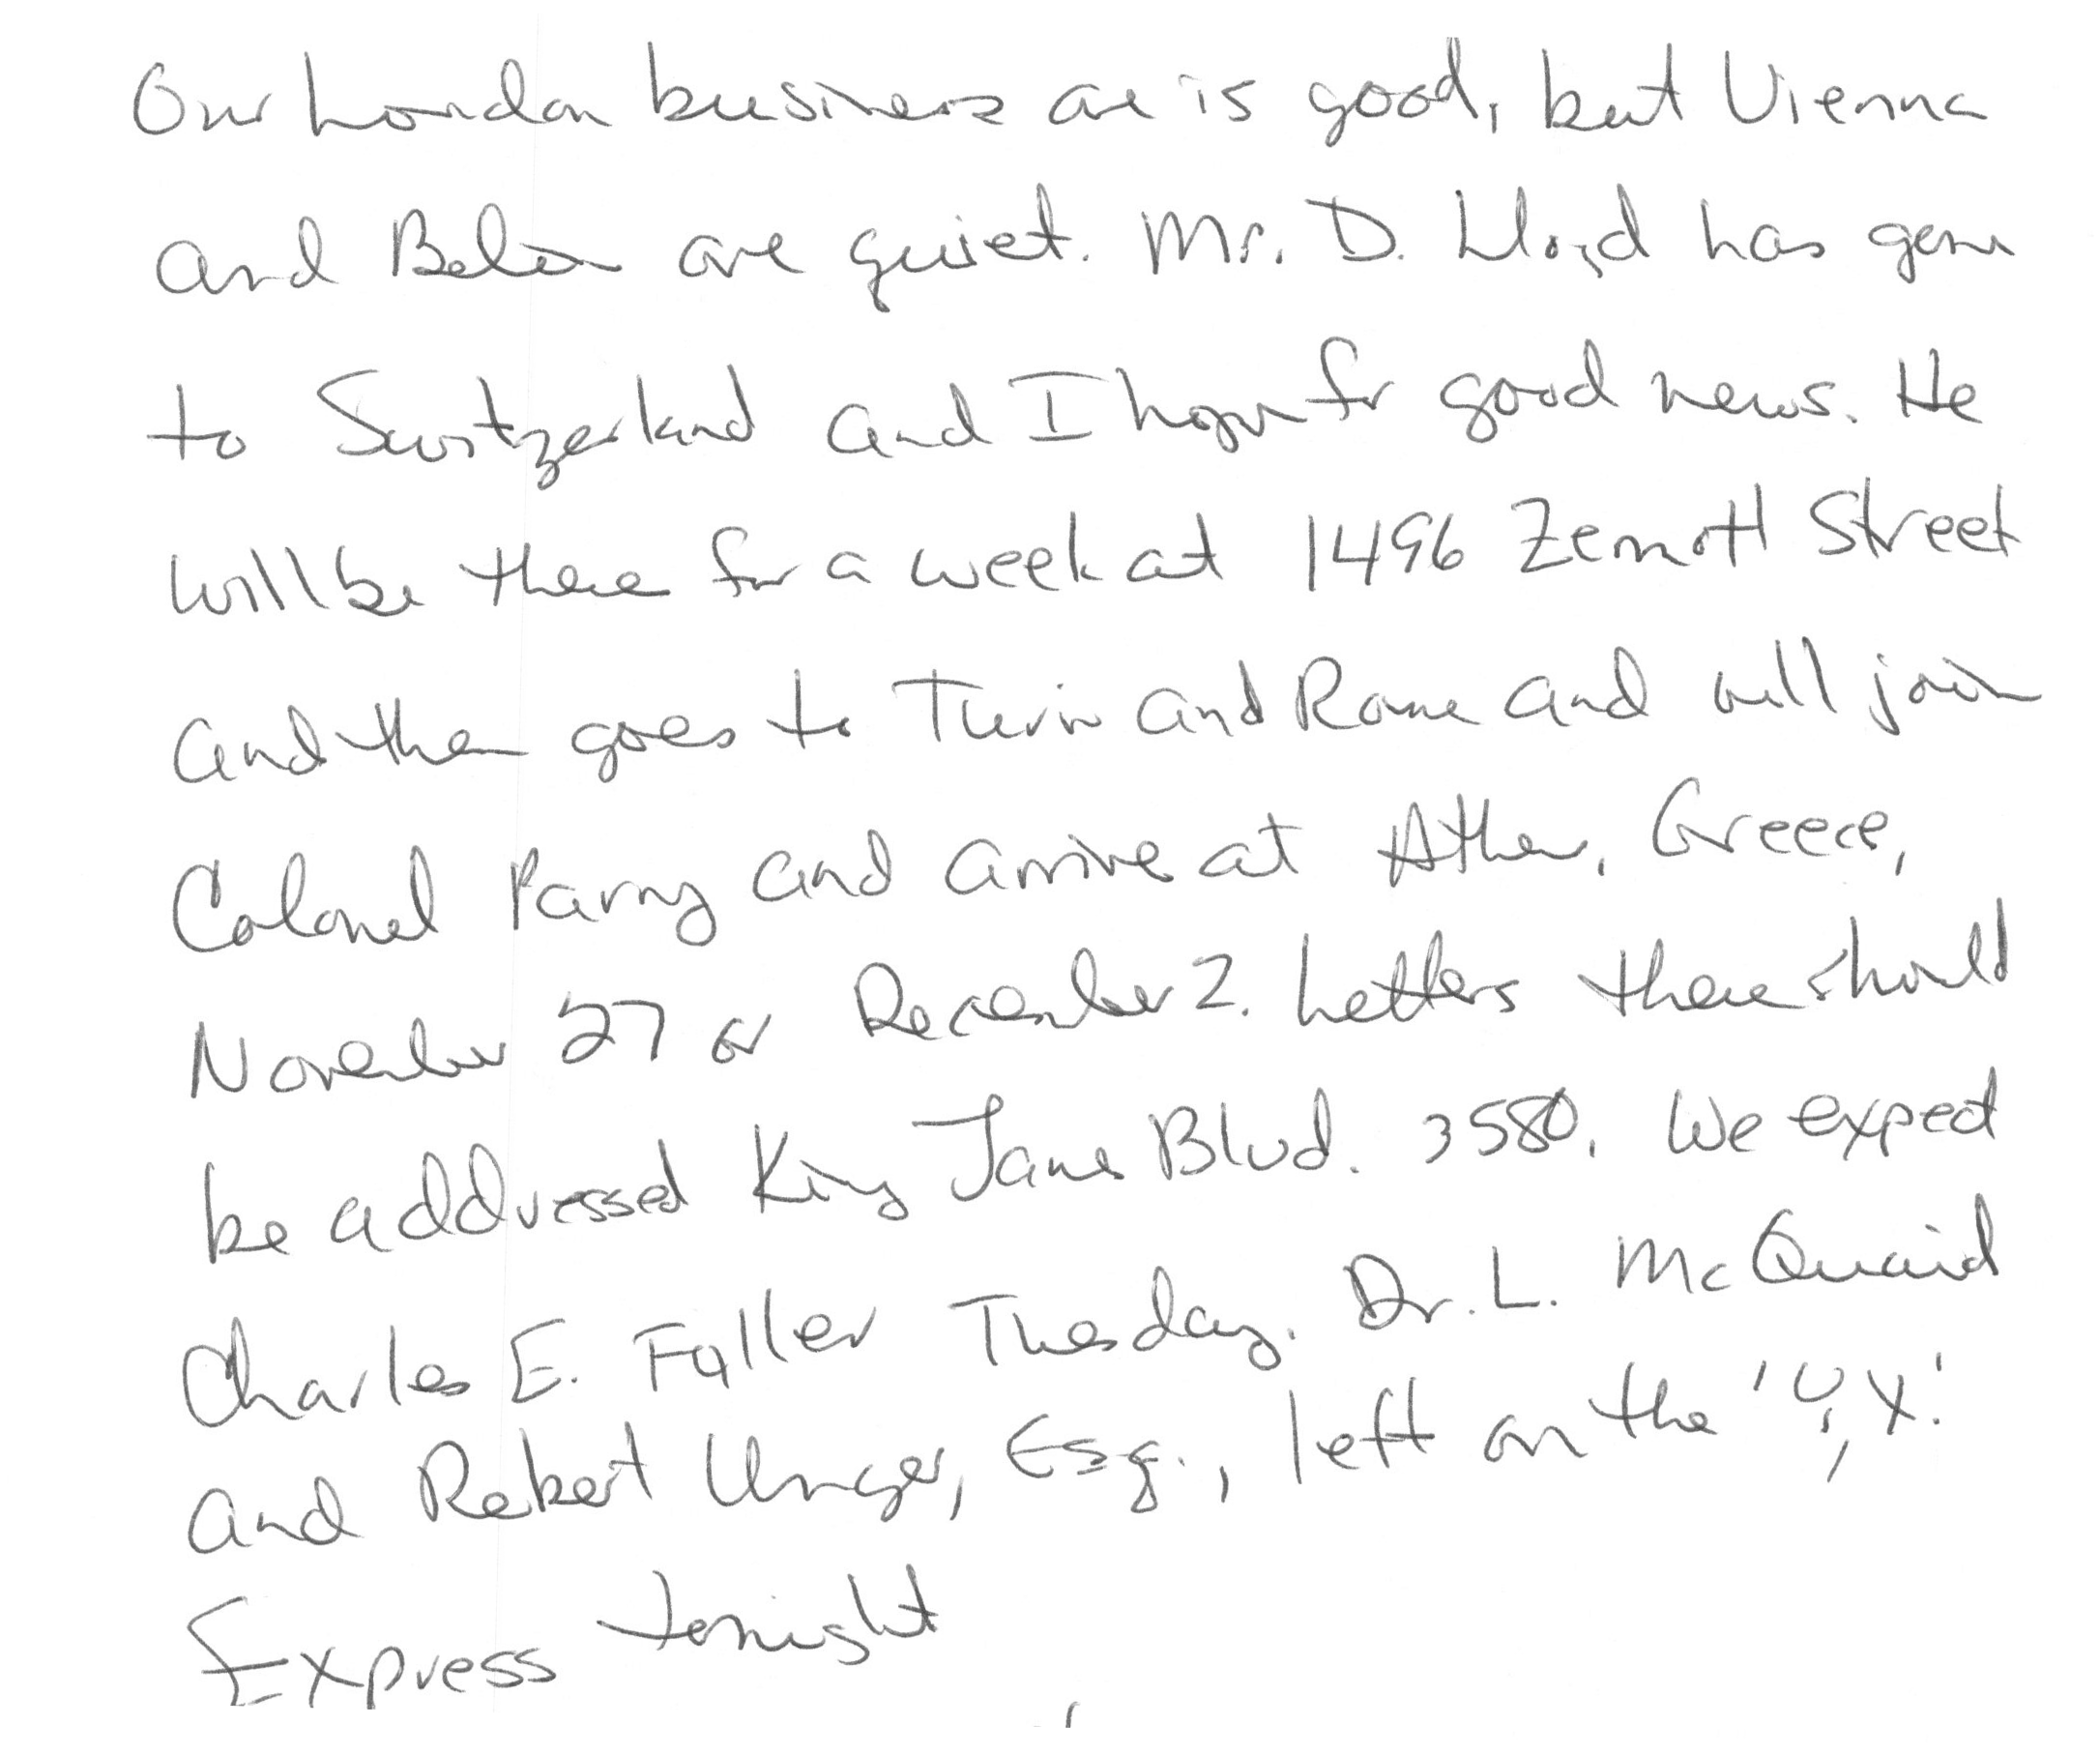 Our London business are is good, but Vienna
and Berlin are quiet. Mr. D. Lloyd has gone
to Switzerland and I hope for good news. He
will be there for a week at 1496 Zermott Street
and then goes to Turin and Rome and will join
Colonel Parry and arrive at Athens, Greece,
November 27 or December 2. Letters there should
be addressed King James Blvd. 3580. We expect
Charles E. Fuller Tuesday. Dr. L. McQuaid
and Robert Unger, Esq., left on the 'Y, X.'
Express tonight